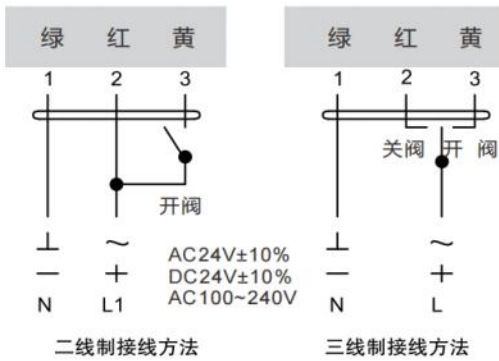 绿 红 黄
1 2 3
开阀
⊥ ~
AC24V±10%
— +
DC24V±10%
N L1
AC100~240V
二线制接线方法
绿 红 黄
1 2 3
关阀 开 阀
⊥ ~
— +
N L
三线制接线方法